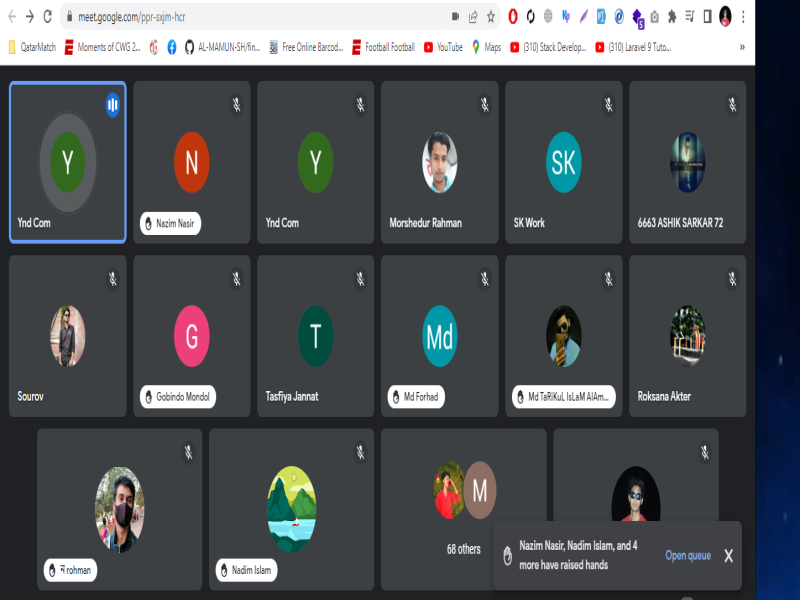 meet.google.com/ppr-sxjm-hcr
QatarMatch
Moments of CWG 2...
AL-MAMUN-SH/fin...
Free Online Barcod...
Football Football
YouTube
Maps
(310) Stack Develop...
(310) Laravel 9 Tuto...
»
Y
Ynd Com
N
Nazim Nasir
Y
Ynd Com
Morshedur Rahman
SK
SK Work
6663 ASHIK SARKAR 72
Sourov
G
Gobindo Mondol
T
Tasfiya Jannat
Md
Md Forhad
Md TaRiKuL IsLaM AlAm...
Roksana Akter
rohman
Nadim Islam
M
68 others
Nazim Nasir, Nadim Islam, and 4
more have raised hands
Open queue